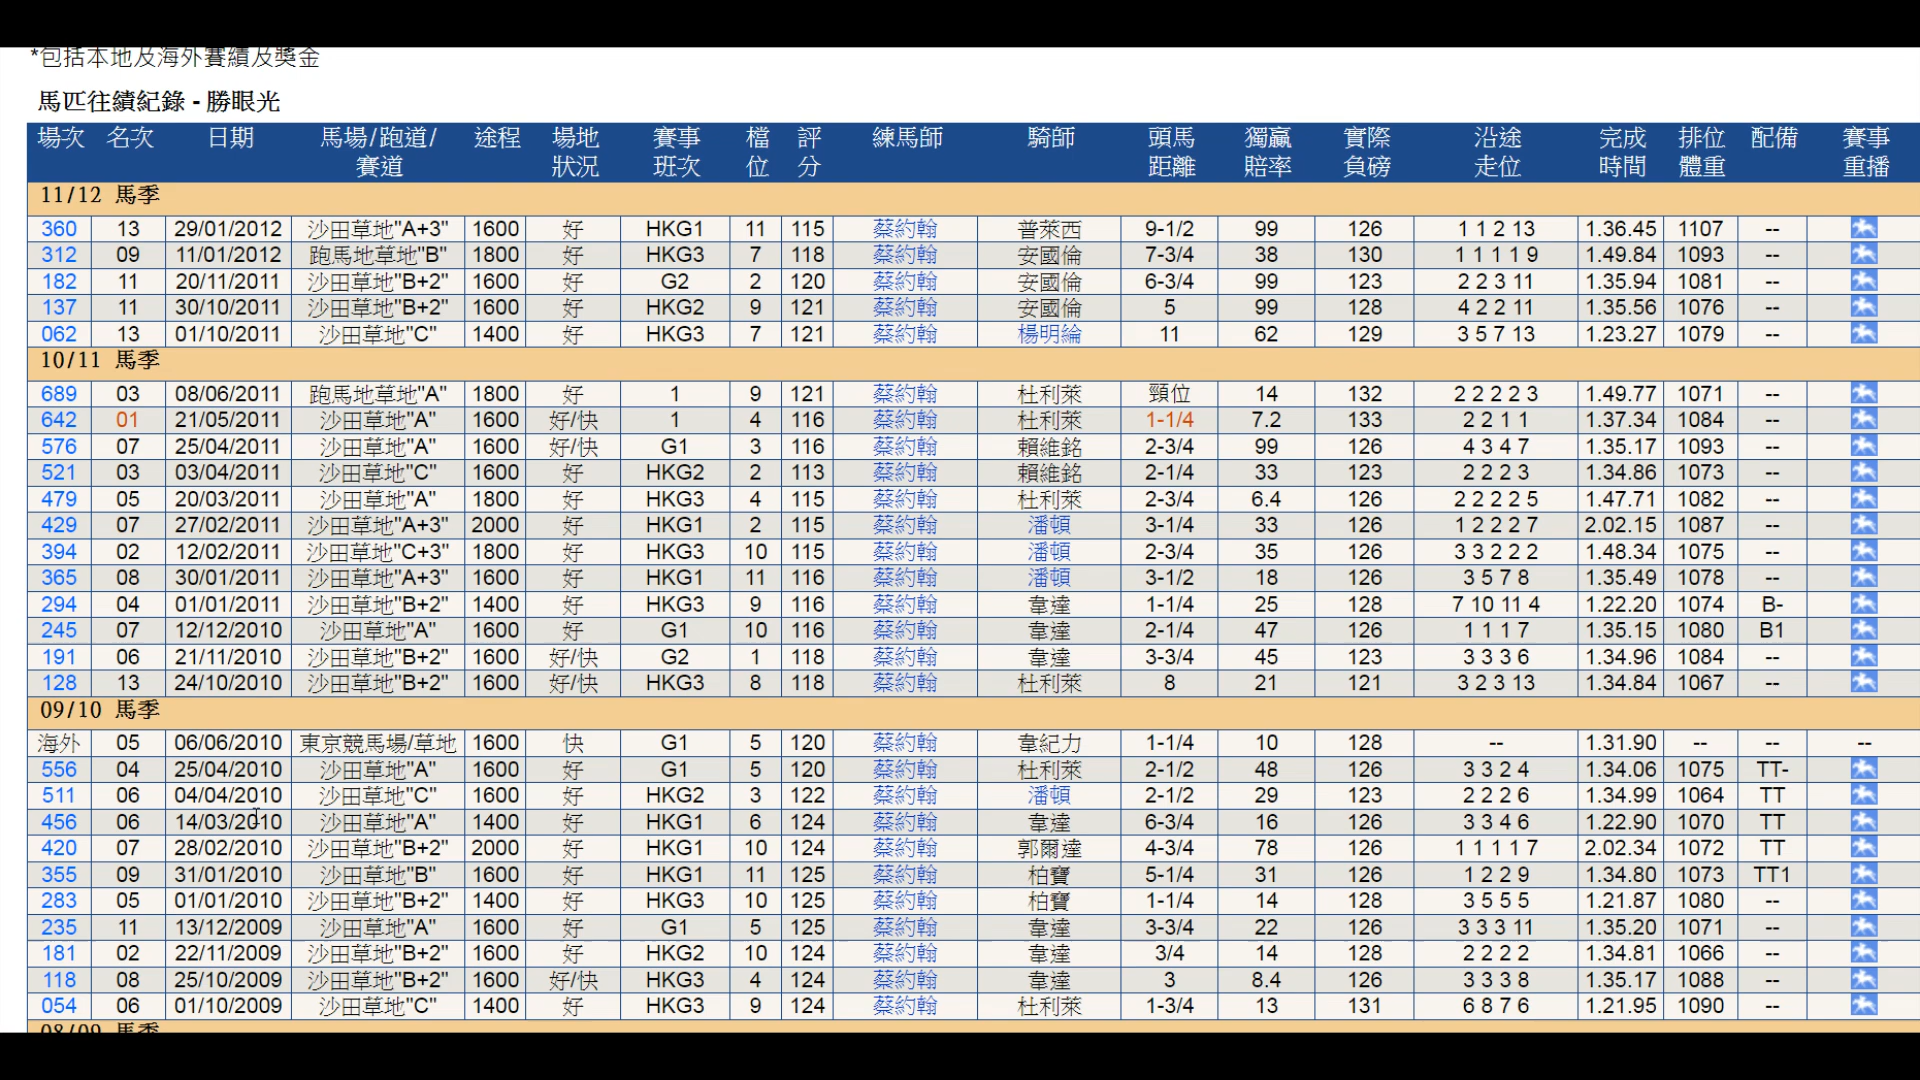 *包括本地及海外賽績及獎金
馬匹往績紀錄 - 勝眼光
場次 名次 日期 馬場/跑道/賽道 途程 場地狀況 賽事班次 檔位 評分 練馬師 騎師 頭馬距離 獨贏賠率 實際負磅 沿途走位 完成時間 排位體重 配備 賽事重播
11/12 馬季
360 13 29/01/2012 沙田草地"A+3" 1600 好 HKG1 11 115 蔡約翰 普萊西 9-1/2 99 126 1 1 2 13 1.36.45 1107 --
312 09 11/01/2012 跑馬地草地"B" 1800 好 HKG3 7 118 蔡約翰 安國倫 7-3/4 38 130 1 1 1 1 9 1.49.84 1093 --
182 11 20/11/2011 沙田草地"B+2" 1600 好 G2 2 120 蔡約翰 安國倫 6-3/4 99 123 2 2 3 11 1.35.94 1081 --
137 11 30/10/2011 沙田草地"B+2" 1600 好 HKG2 9 121 蔡約翰 安國倫 5 99 128 4 2 2 11 1.35.56 1076 --
062 13 01/10/2011 沙田草地"C" 1400 好 HKG3 7 121 蔡約翰 楊明綸 11 62 129 3 5 7 13 1.23.27 1079 --
10/11 馬季
689 03 08/06/2011 跑馬地草地"A" 1800 好 1 9 121 蔡約翰 杜利萊 頸位 14 132 2 2 2 2 3 1.49.77 1071 --
642 01 21/05/2011 沙田草地"A" 1600 好/快 1 4 116 蔡約翰 杜利萊 1-1/4 7.2 133 2 2 1 1 1.37.34 1084 --
576 07 25/04/2011 沙田草地"A" 1600 好/快 G1 3 116 蔡約翰 賴維銘 2-3/4 99 126 4 3 4 7 1.35.17 1093 --
521 03 03/04/2011 沙田草地"C" 1600 好 HKG2 2 113 蔡約翰 賴維銘 2-1/4 33 123 2 2 2 3 1.34.86 1073 --
479 05 20/03/2011 沙田草地"A" 1800 好 HKG3 4 115 蔡約翰 杜利萊 2-3/4 6.4 126 2 2 2 2 5 1.47.71 1082 --
429 07 27/02/2011 沙田草地"A+3" 2000 好 HKG1 2 115 蔡約翰 潘頓 3-1/4 33 126 1 2 2 2 7 2.02.15 1087 --
394 02 12/02/2011 沙田草地"C+3" 1800 好 HKG3 10 115 蔡約翰 潘頓 2-3/4 35 126 3 3 2 2 2 1.48.34 1075 --
365 08 30/01/2011 沙田草地"A+3" 1600 好 HKG1 11 116 蔡約翰 潘頓 3-1/2 18 126 3 5 7 8 1.35.49 1078 --
294 04 01/01/2011 沙田草地"B+2" 1400 好 HKG3 9 116 蔡約翰 韋達 1-1/4 25 128 7 10 11 4 1.22.20 1074 B-
245 07 12/12/2010 沙田草地"A" 1600 好 G1 10 116 蔡約翰 韋達 2-1/4 47 126 1 1 1 7 1.35.15 1080 B1
191 06 21/11/2010 沙田草地"B+2" 1600 好/快 G2 1 118 蔡約翰 韋達 3-3/4 45 123 3 3 3 6 1.34.96 1084 --
128 13 24/10/2010 沙田草地"B+2" 1600 好/快 HKG3 8 118 蔡約翰 杜利萊 8 21 121 3 2 3 13 1.34.84 1067 --
09/10 馬季
海外 05 06/06/2010 東京競馬場/草地 1600 快 G1 5 120 蔡約翰 韋紀力 1-1/4 10 128 -- 1.31.90 -- -- --
556 04 25/04/2010 沙田草地"A" 1600 好 G1 5 120 蔡約翰 杜利萊 2-1/2 48 126 3 3 2 4 1.34.06 1075 TT-
511 06 04/04/2010 沙田草地"C" 1600 好 HKG2 3 122 蔡約翰 潘頓 2-1/2 29 123 2 2 2 6 1.34.99 1064 TT
456 06 14/03/2010 沙田草地"A" 1400 好 HKG1 6 124 蔡約翰 韋達 6-3/4 16 126 3 3 4 6 1.22.90 1070 TT
420 07 28/02/2010 沙田草地"B+2" 2000 好 HKG1 10 124 蔡約翰 郭爾達 4-3/4 78 126 1 1 1 1 7 2.02.34 1072 TT
355 09 31/01/2010 沙田草地"B" 1600 好 HKG1 11 125 蔡約翰 柏寶 5-1/4 31 126 1 2 2 9 1.34.80 1073 TT1
283 05 01/01/2010 沙田草地"B+2" 1400 好 HKG3 10 125 蔡約翰 柏寶 1-1/4 14 128 3 5 5 5 1.21.87 1080 --
235 11 13/12/2009 沙田草地"A" 1600 好 G1 5 125 蔡約翰 韋達 3-3/4 22 126 3 3 3 11 1.35.20 1071 --
181 02 22/11/2009 沙田草地"B+2" 1600 好 HKG2 10 124 蔡約翰 韋達 3/4 14 128 2 2 2 2 1.34.81 1066 --
118 08 25/10/2009 沙田草地"B+2" 1600 好/快 HKG3 4 124 蔡約翰 韋達 3 8.4 126 3 3 3 8 1.35.17 1088 --
054 06 01/10/2009 沙田草地"C" 1400 好 HKG3 9 124 蔡約翰 杜利萊 1-3/4 13 131 6 8 7 6 1.21.95 1090 --
08/09 馬季